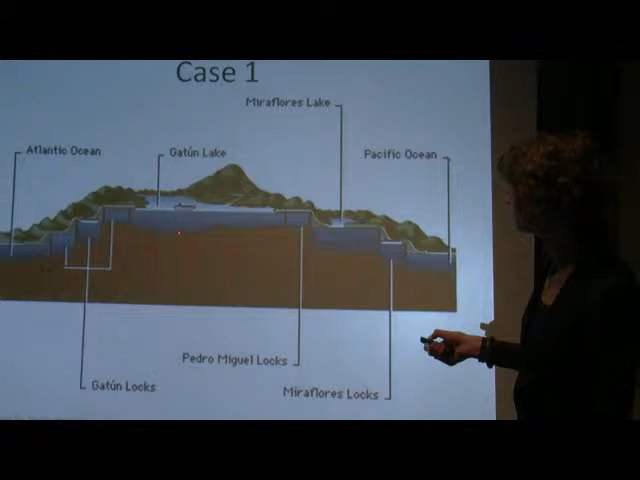 Case 1
Miraflores Lake
Atlantic Ocean
Gatún Lake
Pacific Ocean
Pedro Miguel Locks
Gatún Locks
Miraflores Locks